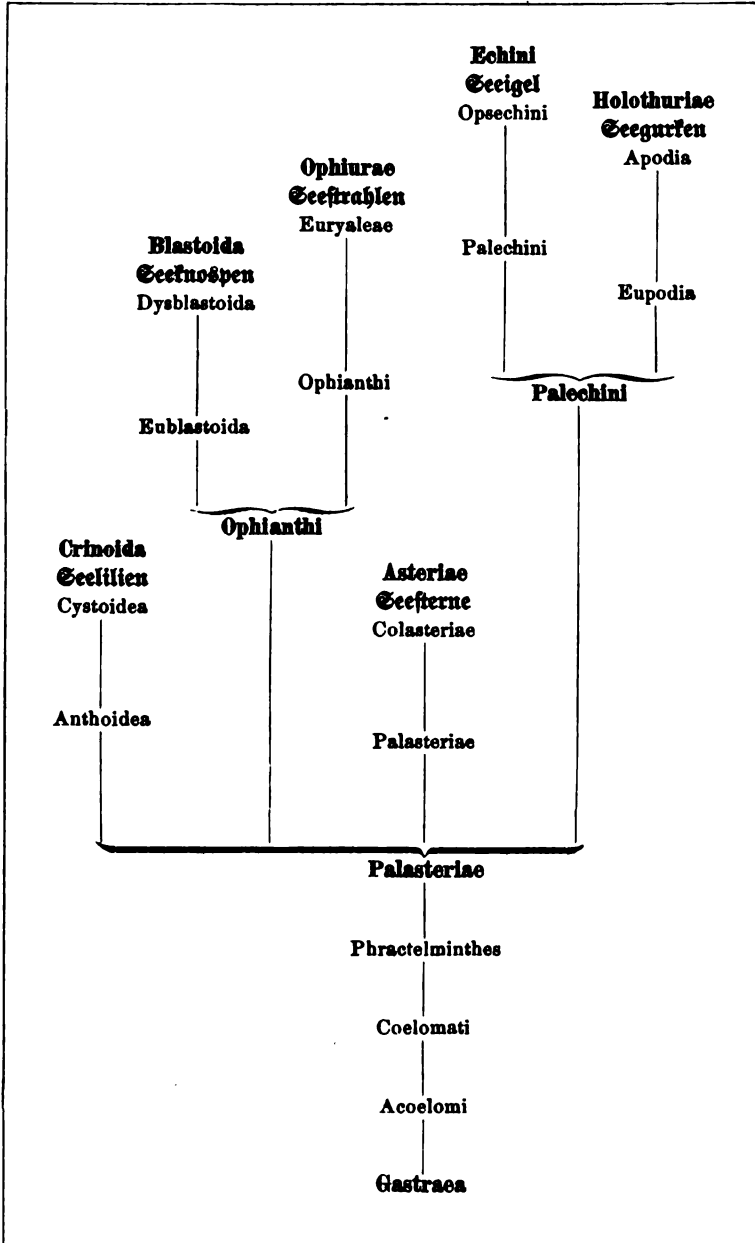 Echini
Seeigel
Opsechini
Holothuriae
Seegurken
Apodia
Ophiurae
Seestrahlen
Euryaleae
Blastoida
Seeknospen
Dysblastoida
Palechini
Eupodia
Ophianthi
Palechini
Eublastoida
Ophianthi
Crinoida
Seelilien
Cystoidea
Asteriae
Seesterne
Colasteriae
Anthoidea
Palasteriae
Palasteriae
Phractelminthes
Coelomati
Acoelomi
Gastraea